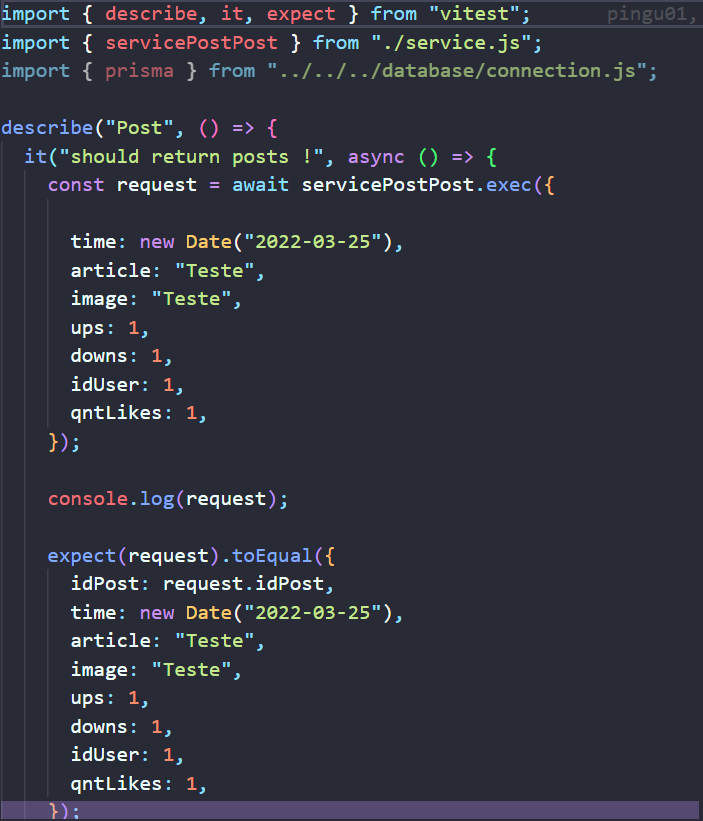 import { describe, it, expect } from "vitest"; pingu01,
import { servicePostPost } from "./service.js";
import { prisma } from "../../../database/connection.js";
describe("Post", () => {
it("should return posts !", async () => {
const request = await servicePostPost.exec({
time: new Date("2022-03-25"),
article: "Teste",
image: "Teste",
ups: 1,
downs: 1,
idUser: 1,
qntLikes: 1,
});
console.log(request);
expect(request).toEqual({
idPost: request.idPost,
time: new Date("2022-03-25"),
article: "Teste",
image: "Teste",
ups: 1,
downs: 1,
idUser: 1,
qntLikes: 1,
});